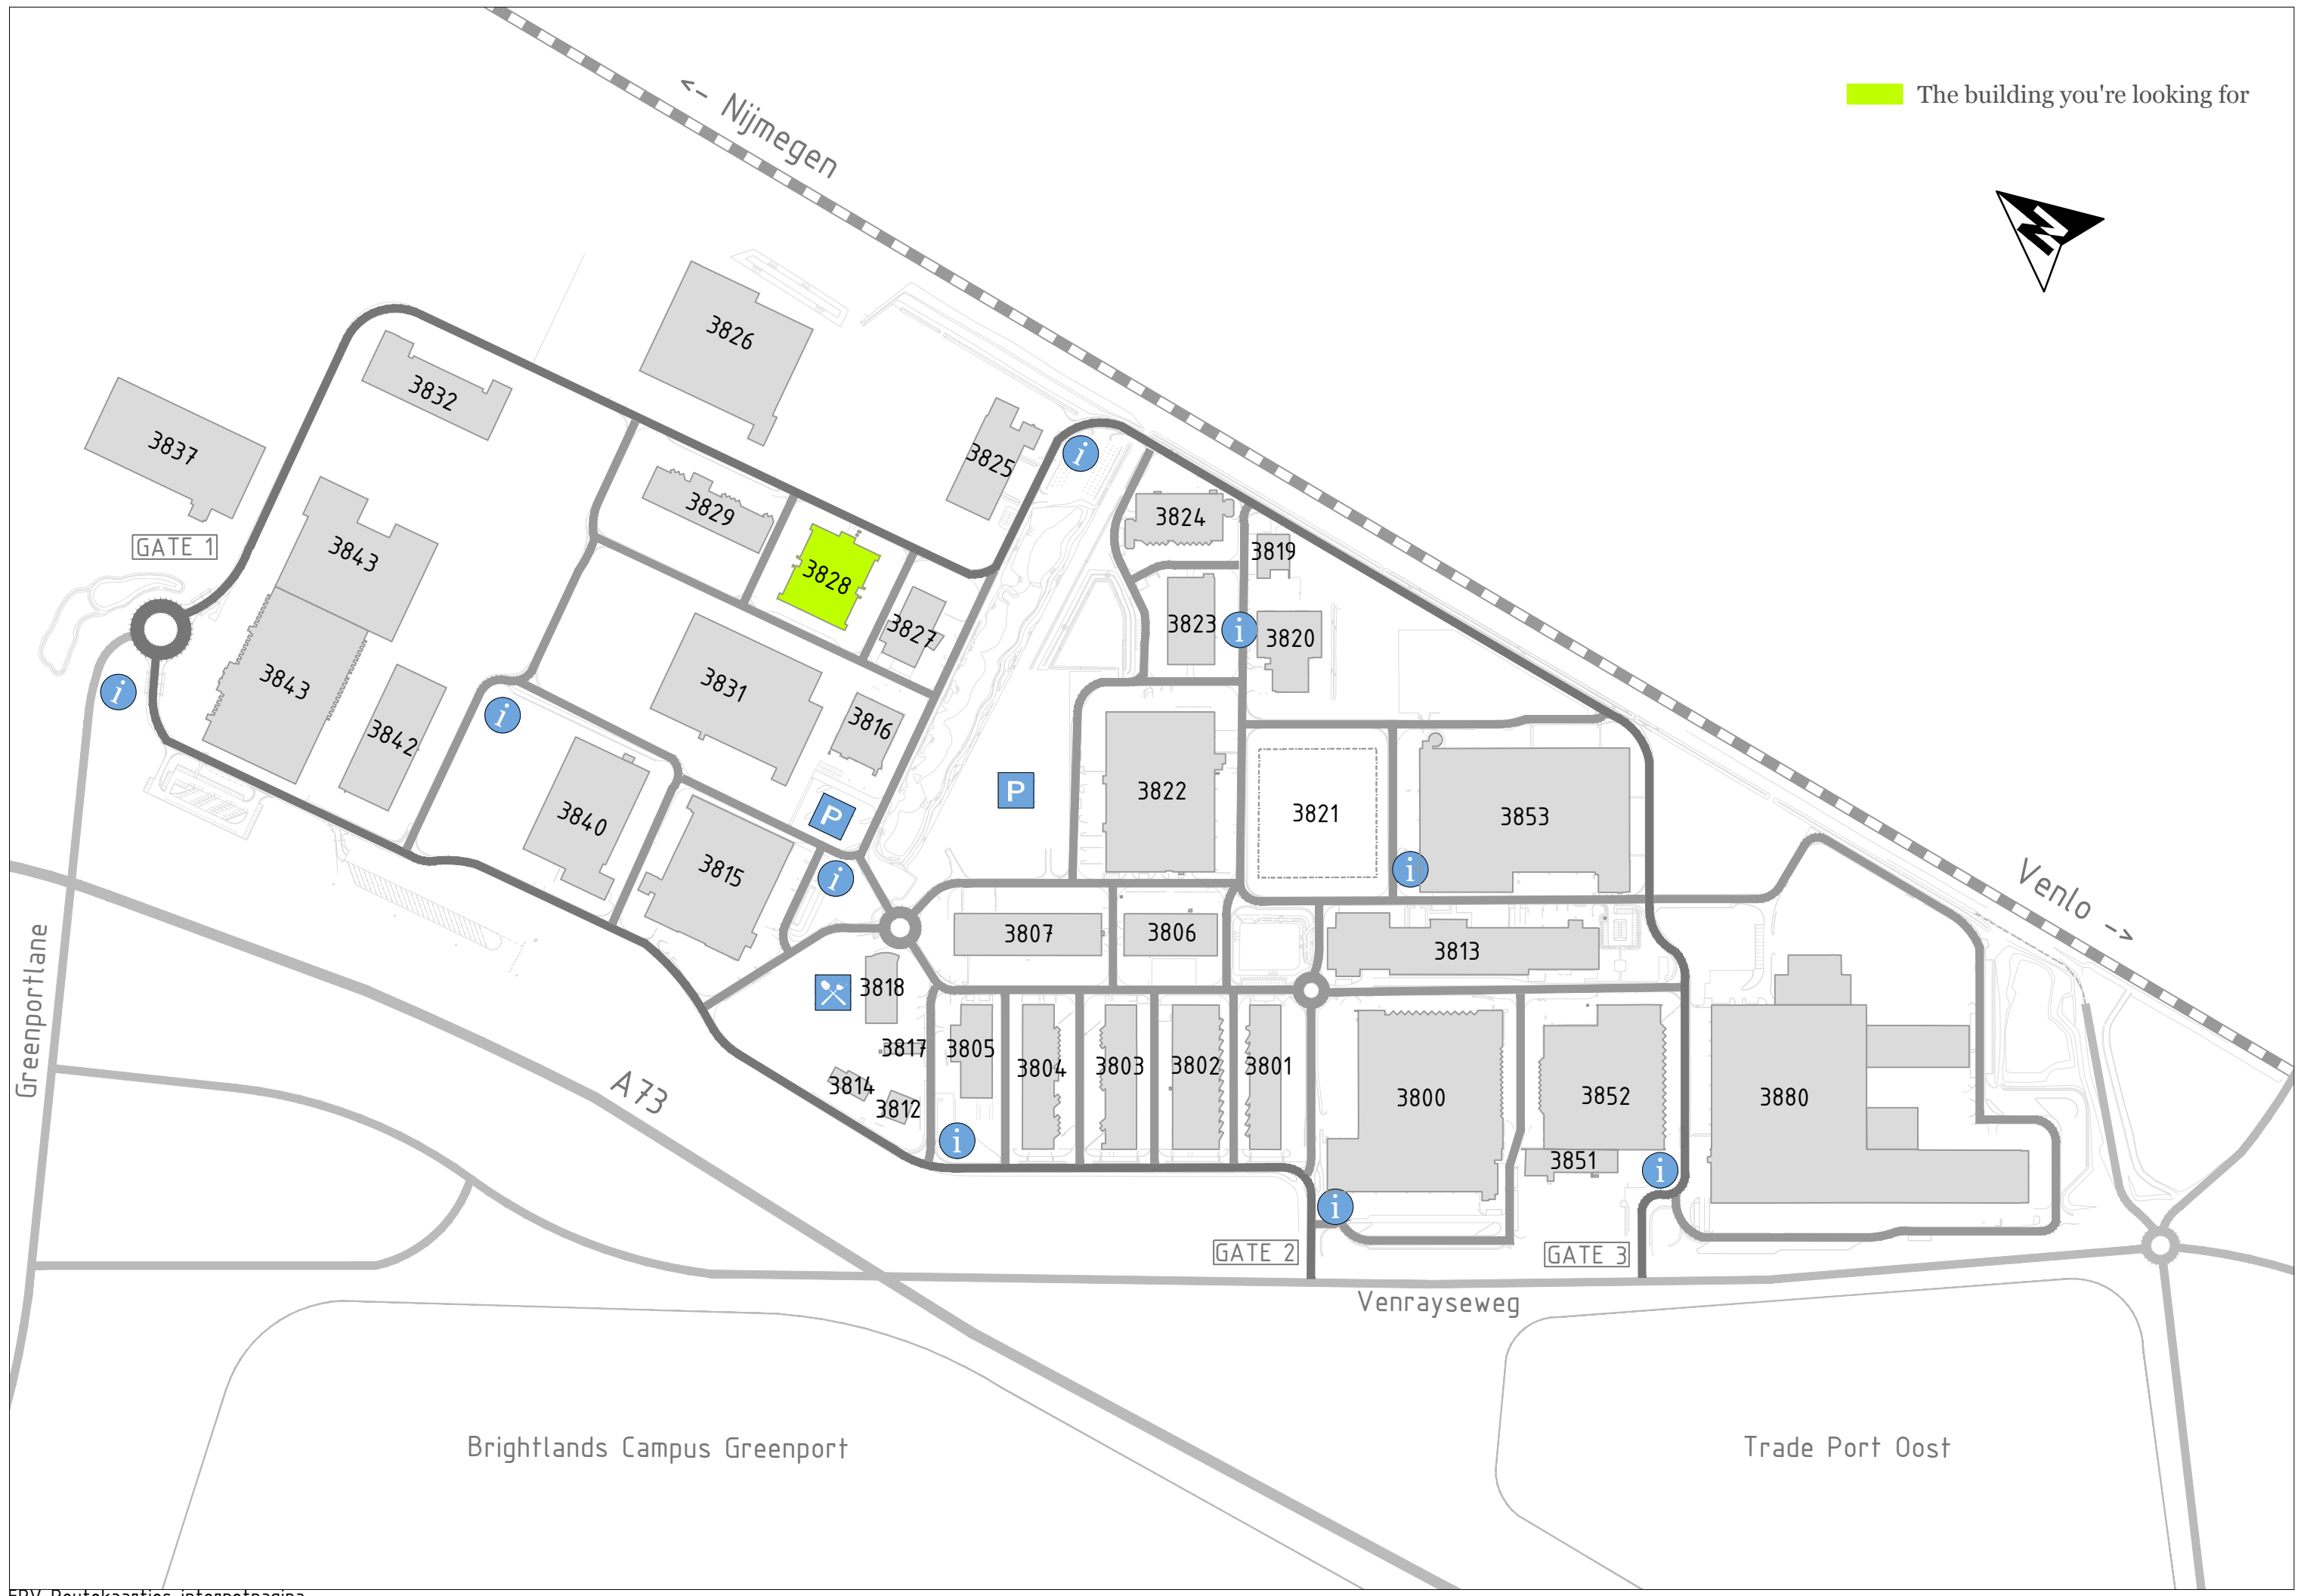 <- Nijmegen
The building you're looking for
N
3826
3832
3837
3825
3829
3824
GATE 1
3843
3819
3828
3823
3820
3827
3843
3831
i
i
i
i
3842
3816
3822
P
P
3821
3853
3840
3815
i
i
Venlo ->
3807
3806
3813
Greenportlane
3818
3817
3805
3804
3803
3802
3801
3814
3812
A73
3800
3852
3880
i
3851
i
i
GATE 2
GATE 3
Venrayseweg
Brightlands Campus Greenport
Trade Port Oost